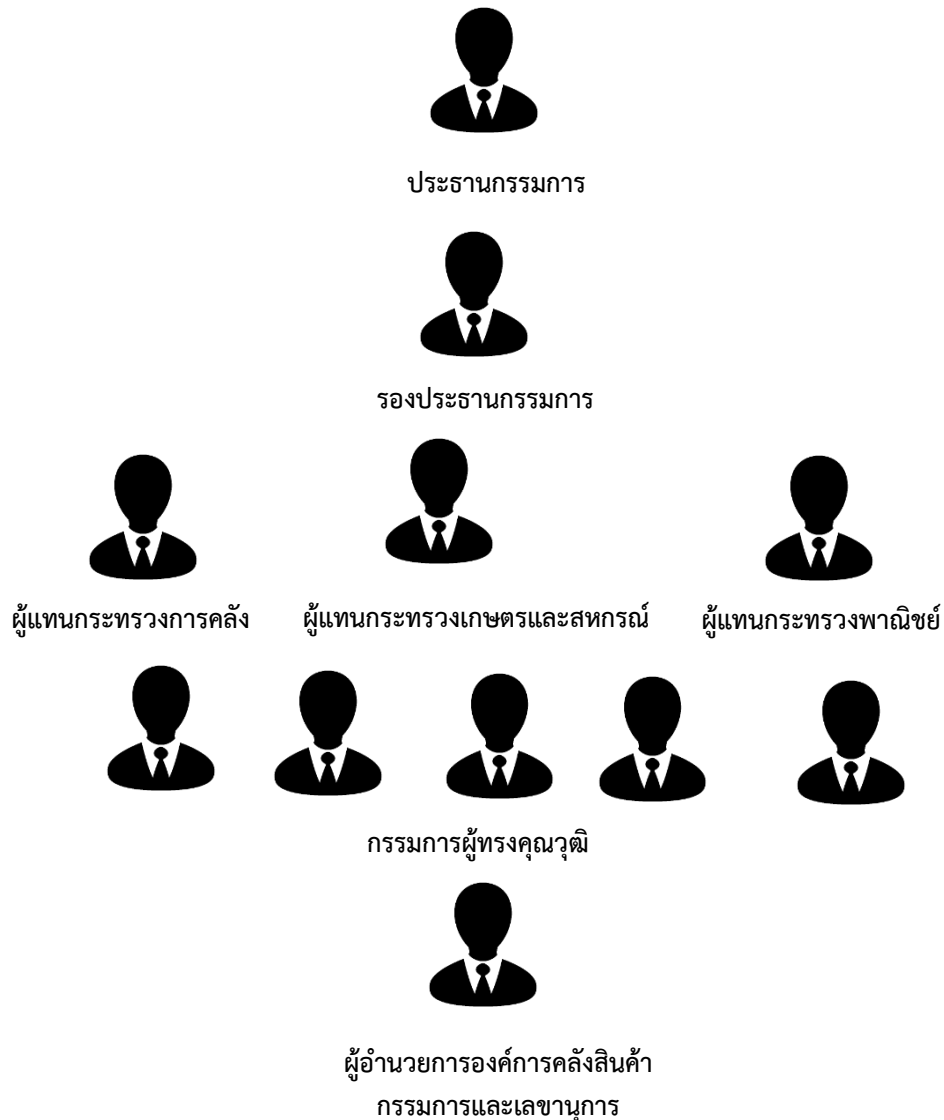 ประธานกรรมการ
รองประธานกรรมการ
ผู้แทนกระทรวงการคลัง ผู้แทนกระทรวงเกษตรและสหกรณ์ ผู้แทนกระทรวงพาณิชย์
กรรมการผู้ทรงคุณวุฒิ
ผู้อำนวยการองค์การคลังสินค้า
กรรมการและเลขานุการ